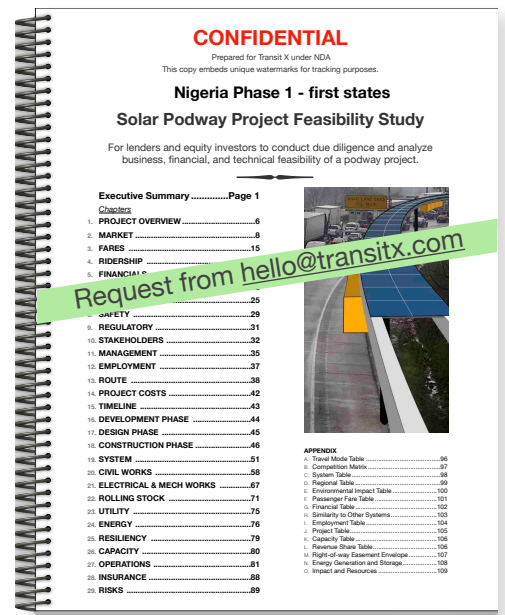 CONFIDENTIAL
Prepared for Transit X under NDA
This copy embeds unique watermarks for tracking purposes.
Nigeria Phase 1 - first states
Solar Podway Project Feasibility Study
For lenders and equity investors to conduct due diligence and analyze
business, financial, and technical feasibility of a podway project.
Executive Summary ..............Page 1
Chapters
1. PROJECT OVERVIEW ....................................6
2. MARKET ....................................................8
3. FARES .....................................................15
4. RIDERSHIP
5. FINANCIALS
Request from hello@transitx.com
25
8. SAFETY ...................................................29
9. REGULATORY ............................................31
10. STAKEHOLDERS .......................................32
11. MANAGEMENT .........................................35
12. EMPLOYMENT ..........................................37
13. ROUTE ...................................................38
14. PROJECT COSTS ......................................42
15. TIMELINE ................................................43
16. DEVELOPMENT PHASE ..............................44
17. DESIGN PHASE ........................................45
18. CONSTRUCTION PHASE ............................46
19. SYSTEM ..................................................51
20. CIVIL WORKS ..........................................58
21. ELECTRICAL & MECH WORKS ....................67
22. ROLLING STOCK ......................................71
23. UTILITY ..................................................75
24. ENERGY .................................................76
25. RESILIENCY .............................................79
26. CAPACITY ...............................................80
27. OPERATIONS ...........................................81
28. INSURANCE .............................................88
29. RISKS ....................................................89
APPENDIX
A. Travel Mode Table ......................................96
B. Competition Matrix .....................................97
C. System Table .............................................98
D. Regional Table ...........................................99
E. Environmental Impact Table ........................100
F. Passenger Fare Table .................................101
G. Financial Table ..........................................102
H. Similarity to Other Systems .........................103
I. Employment Table ......................................104
J. Project Table .............................................105
K. Capacity Table ...........................................106
L. Revenue Share Table ..................................106
M. Right-of-way Easement Envelope .................107
N. Energy Generation and Storage ...................108
O. Impact and Resources ................................109